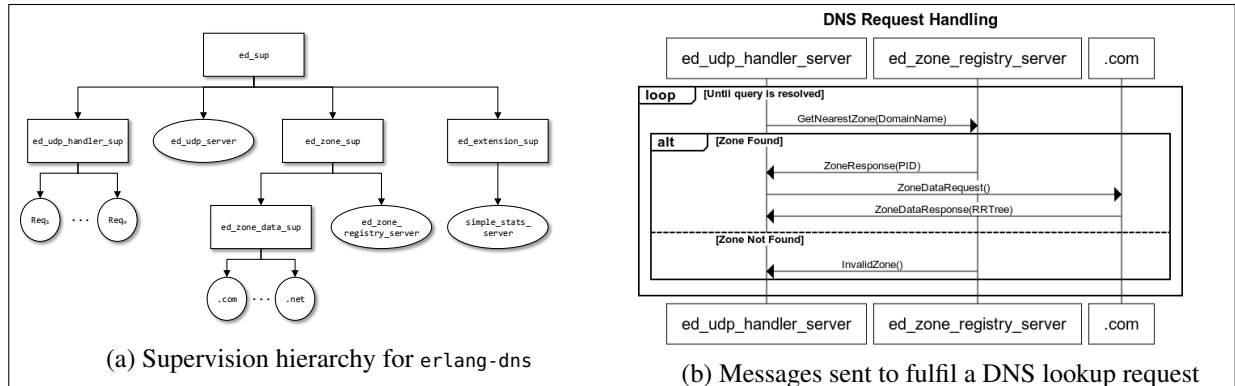 ed_sup
ed_udp_handler_sup
ed_udp_server
ed_zone_sup
ed_extension_sup
Req₁
...
Reqₙ
ed_zone_data_sup
ed_zone_
registry_server
simple_stats_
server
.com
...
.net
(a) Supervision hierarchy for erlang-dns
DNS Request Handling
ed_udp_handler_server
ed_zone_registry_server
.com
loop
[Until query is resolved]
GetNearestZone(DomainName)
alt
[Zone Found]
ZoneResponse(PID)
ZoneDataRequest()
ZoneDataResponse(RRTree)
[Zone Not Found]
InvalidZone()
ed_udp_handler_server
ed_zone_registry_server
.com
(b) Messages sent to fulfil a DNS lookup request